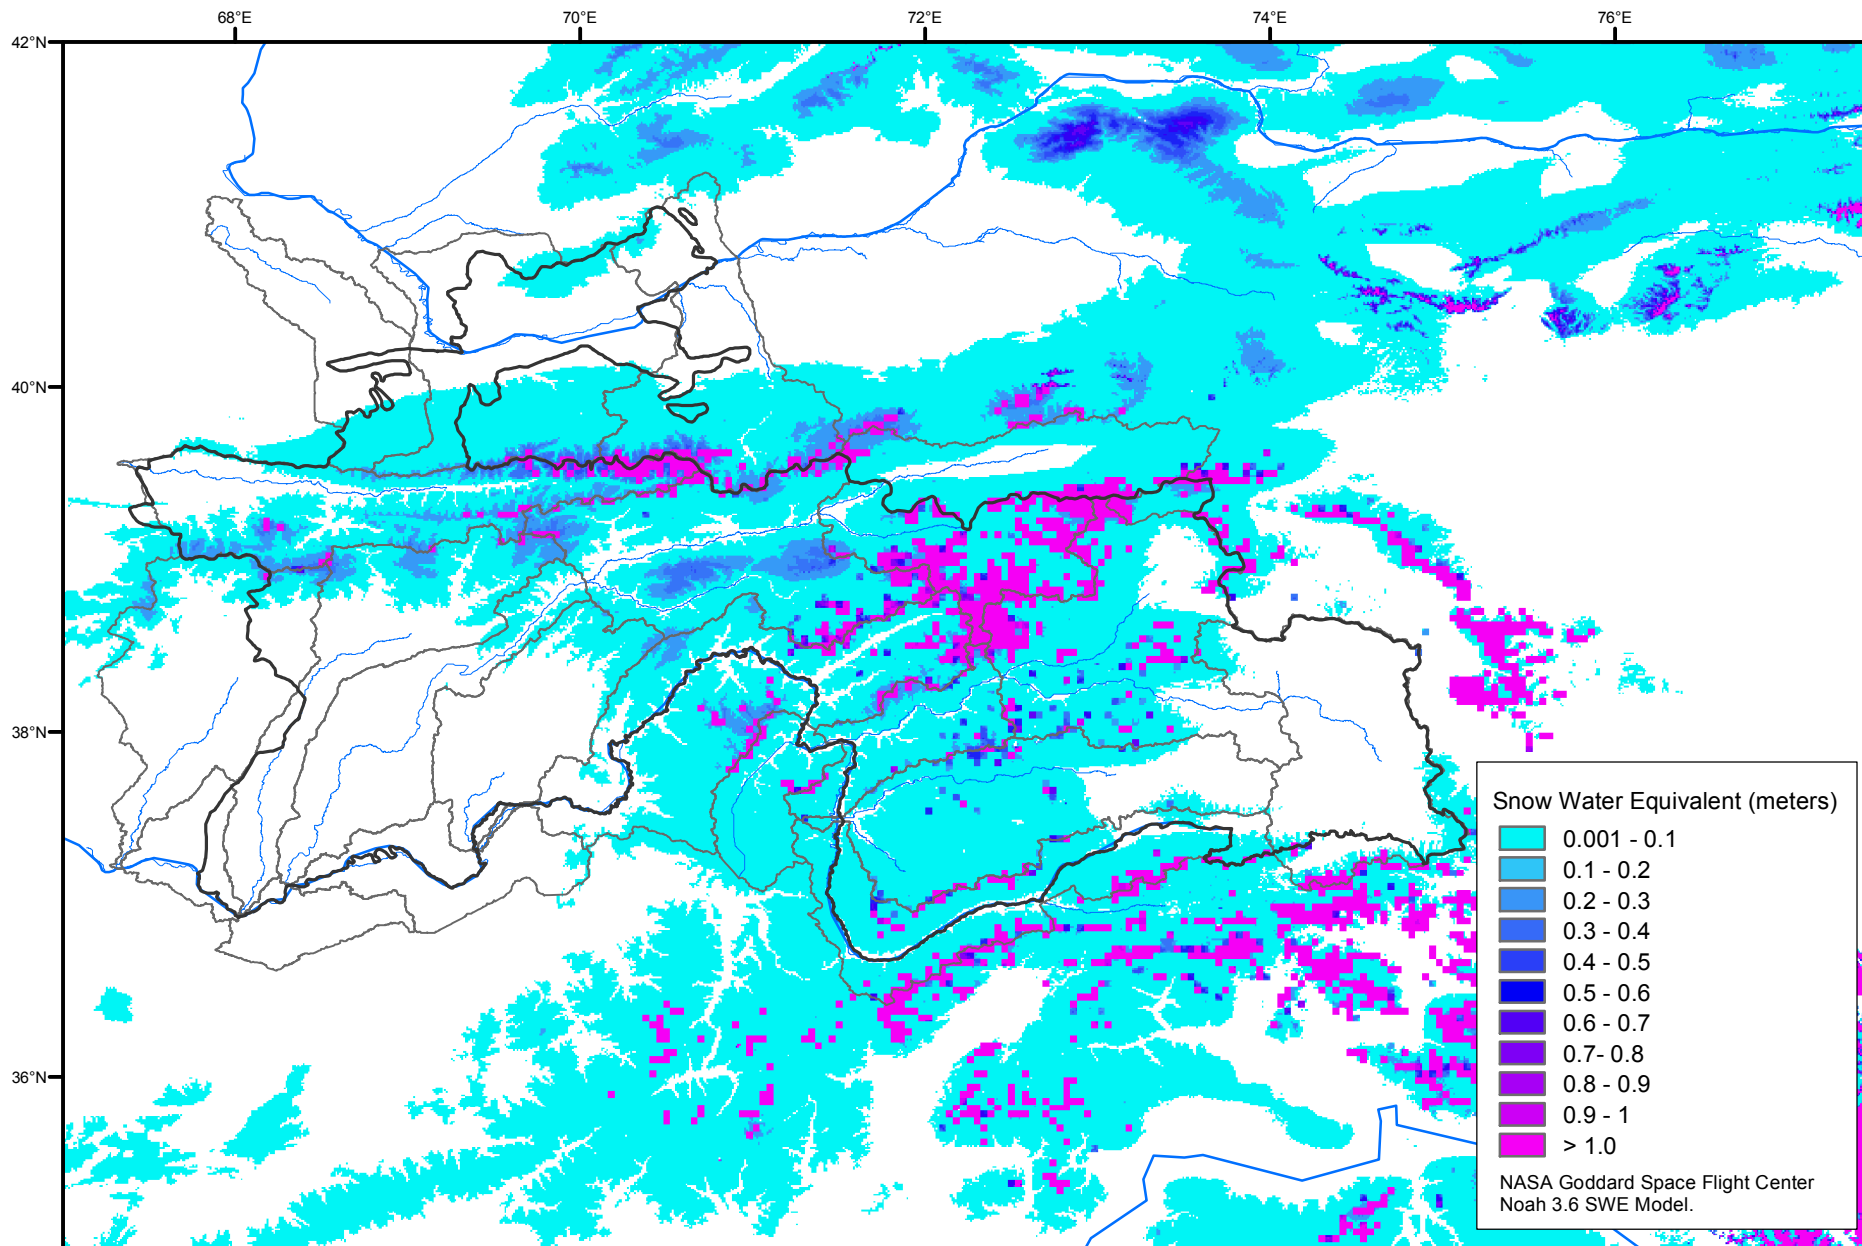 68°E 70°E 72°E 74°E 76°E
42°N
40°N
38°N
36°N
Snow Water Equivalent (meters)
0.001 - 0.1
0.1 - 0.2
0.2 - 0.3
0.3 - 0.4
0.4 - 0.5
0.5 - 0.6
0.6 - 0.7
0.7- 0.8
0.8 - 0.9
0.9 - 1
> 1.0
NASA Goddard Space Flight Center
Noah 3.6 SWE Model.